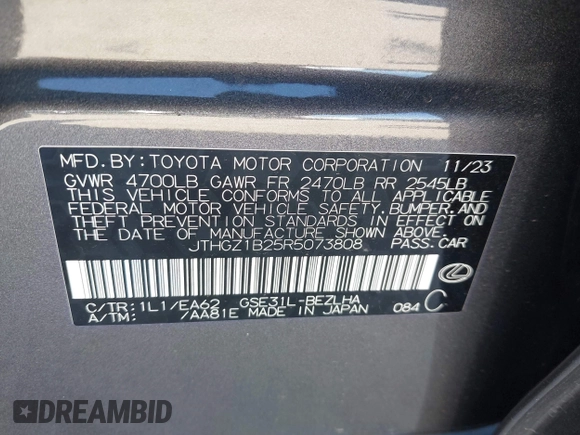 MFD. BY: TOYOTA MOTOR CORPORATION 11/23
GVWR 4700LB GAWR FR 2470LB RR 2545LB
THIS VEHICLE CONFORMS TO ALL APPLICABLE
FEDERAL MOTOR VEHICLE SAFETY, BUMPER, AND
THEFT PREVENTION STANDARDS IN EFFECT ON
THE DATE OF MANUFACTURE SHOWN ABOVE.
JTHGZ1B25R5073808 PASS. CAR
C/TR: 1L1/EA62 GSE31L-BEZLHA
A/TM: /AA81E MADE IN JAPAN 084 C
DREAMBID